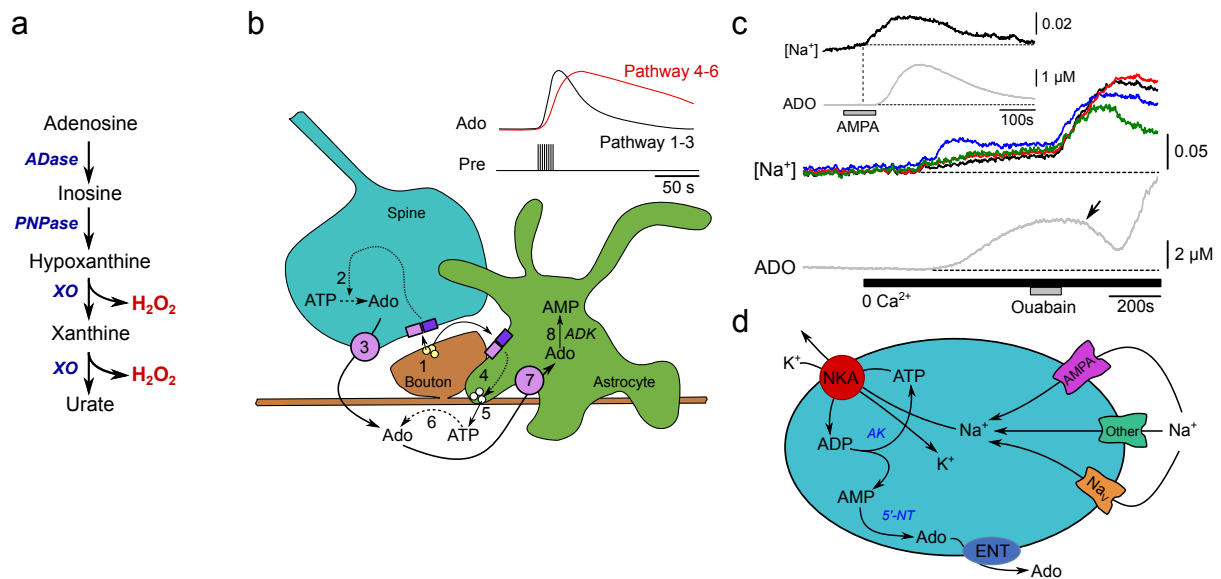 a
Adenosine
ADase
Inosine
PNPase
Hypoxanthine
XO
H₂O₂
Xanthine
XO
H₂O₂
Urate
b
Pathway 4-6
Ado
Pathway 1-3
Pre
50 s
Spine
2
ATP
Ado
3
1
Bouton
4
5
6
Ado
ATP
7
AMP
8
ADK
Ado
Astrocyte
c
[Na⁺]
0.02
ADO
1 µM
AMPA
100s
[Na⁺]
0.05
ADO
2 µM
0 Ca²⁺
Ouabain
200s
d
K⁺
NKA
ATP
AMPA
ADP
AK
Na⁺
Other
Na⁺
K⁺
Naᵥ
AMP
5'-NT
Ado
ENT
Ado